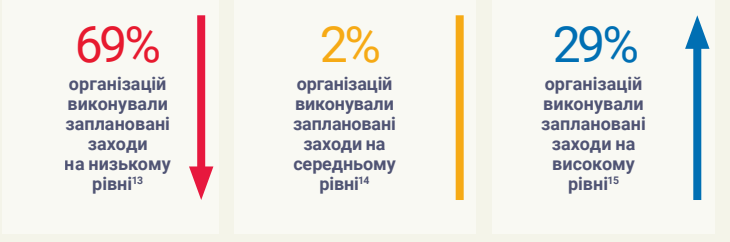 69%
організацій
виконували
заплановані
заходи
на низькому
рівні¹³
2%
організацій
виконували
заплановані
заходи на
середньому
рівні¹⁴
29%
організацій
виконували
заплановані
заходи на
високому
рівні¹⁵